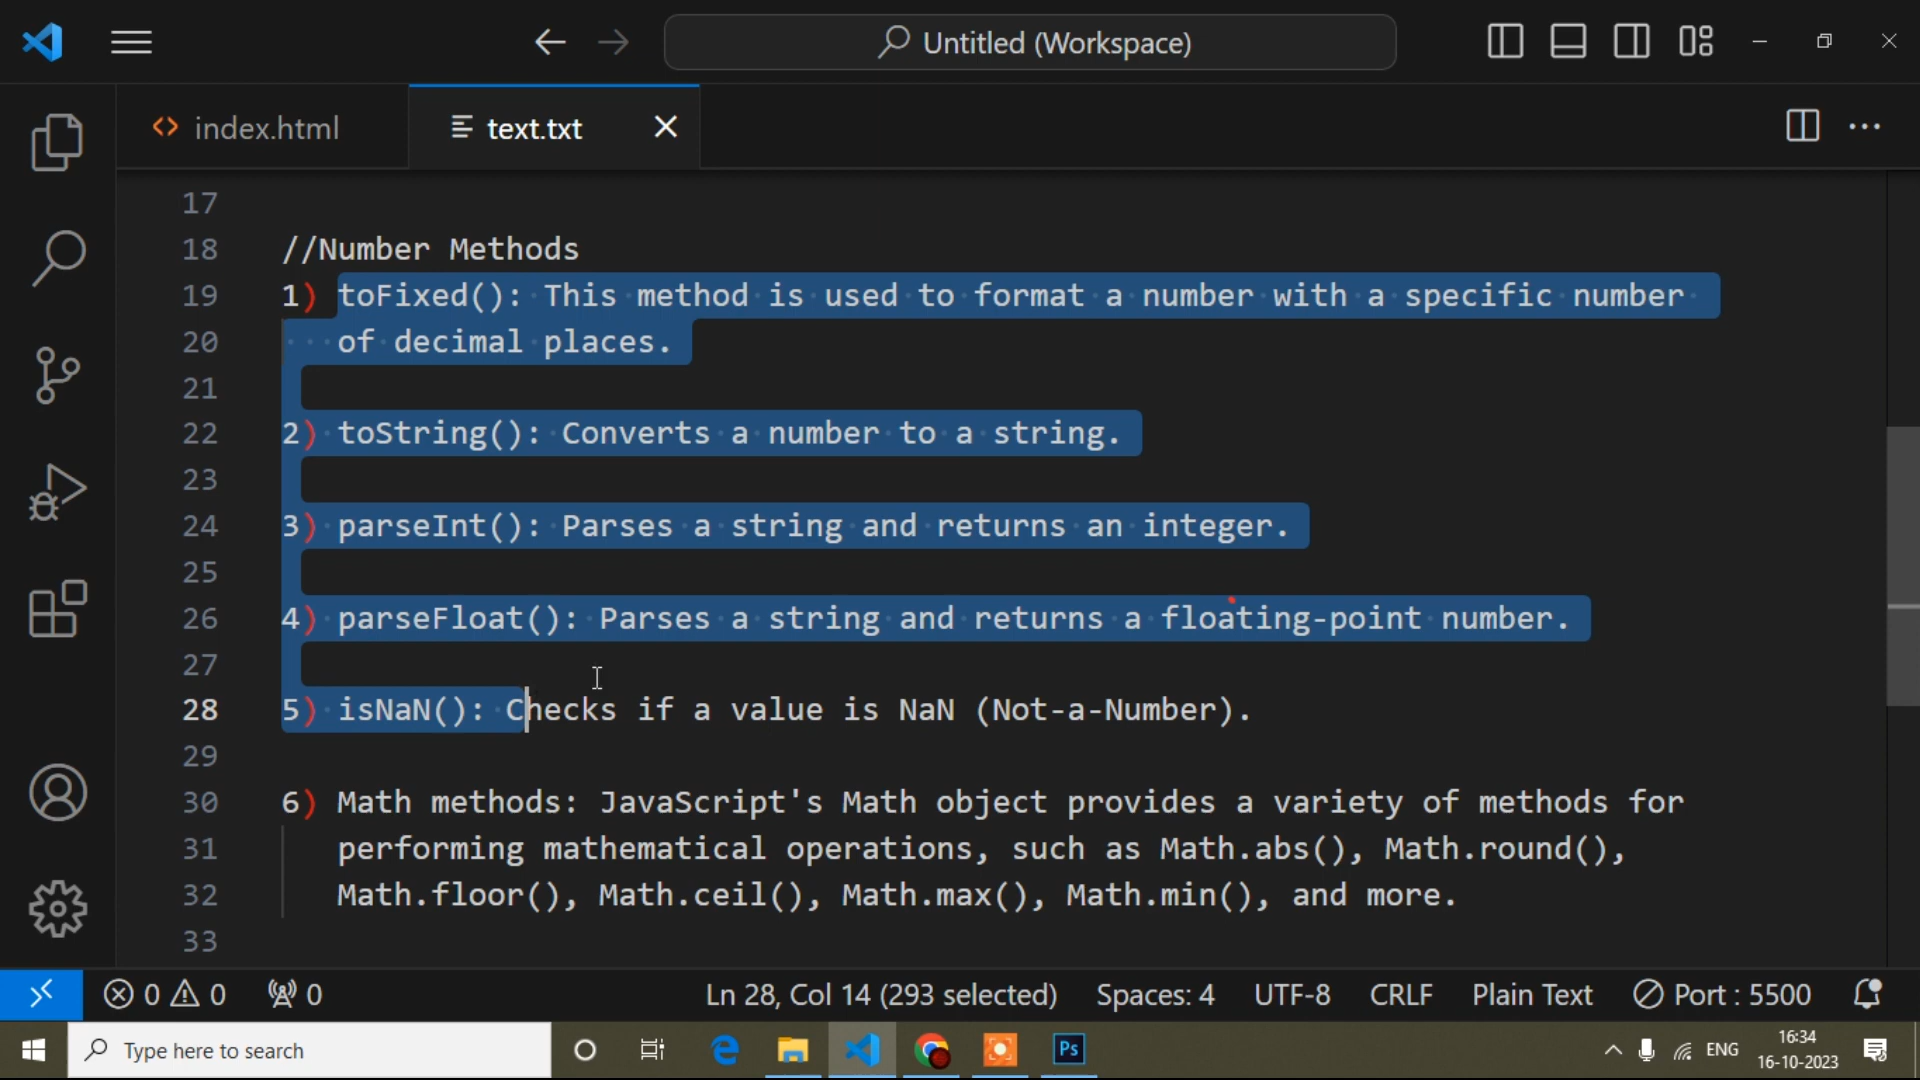 Untitled (Workspace)
index.html
text.txt
17
18 //Number Methods
19 1) toFixed(): This method is used to format a number with a specific number
20 of decimal places.
21
22 2) toString(): Converts a number to a string.
23
24 3) parseInt(): Parses a string and returns an integer.
25
26 4) parseFloat(): Parses a string and returns a floating-point number.
27
28 5) isNaN(): Checks if a value is NaN (Not-a-Number).
29
30 6) Math methods: JavaScript's Math object provides a variety of methods for
31 performing mathematical operations, such as Math.abs(), Math.round(),
32 Math.floor(), Math.ceil(), Math.max(), Math.min(), and more.
33
0 0 0 Ln 28, Col 14 (293 selected) Spaces: 4 UTF-8 CRLF Plain Text Port : 5500
Type here to search
Ps
ENG
16:34
16-10-2023